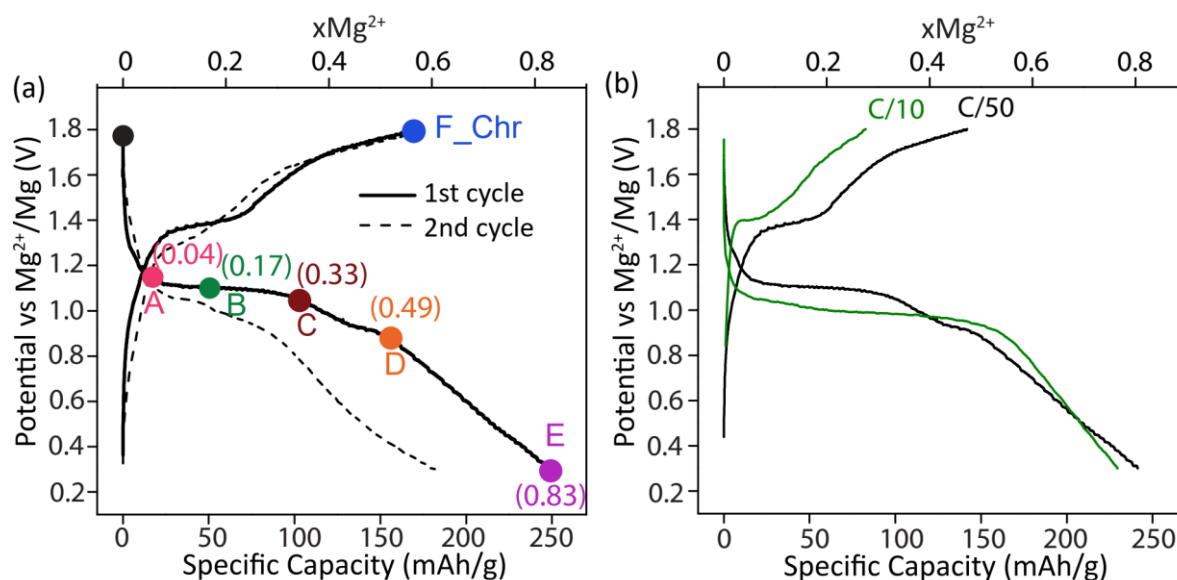 xMg²⁺
0 0.2 0.4 0.6 0.8
(a)
Potential vs Mg²⁺/Mg (V)
1.8
1.6
1.4
1.2
1.0
0.8
0.6
0.4
0.2
F_Chr
1st cycle
2nd cycle
(0.04)
A
(0.17)
B
(0.33)
C
(0.49)
D
E
(0.83)
0 50 100 150 200 250
Specific Capacity (mAh/g)
xMg²⁺
0 0.2 0.4 0.6 0.8
(b)
Potential vs Mg²⁺/Mg (V)
1.8
1.6
1.4
1.2
1.0
0.8
0.6
0.4
0.2
C/10
C/50
0 50 100 150 200 250
Specific Capacity (mAh/g)